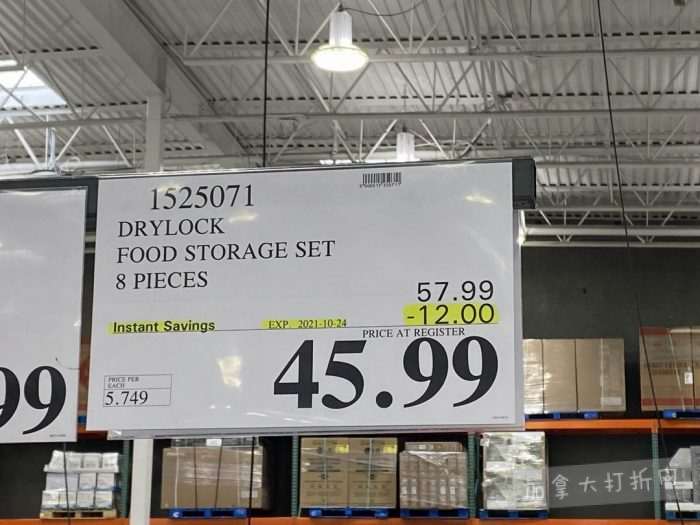 1525071
DRYLOCK
FOOD STORAGE SET
8 PIECES
57.99
Instant Savings EXP. 2021-10-24 -12.00
PRICE AT REGISTER
45.99
PRICE PER
EACH
5.749
99
加拿大打折网